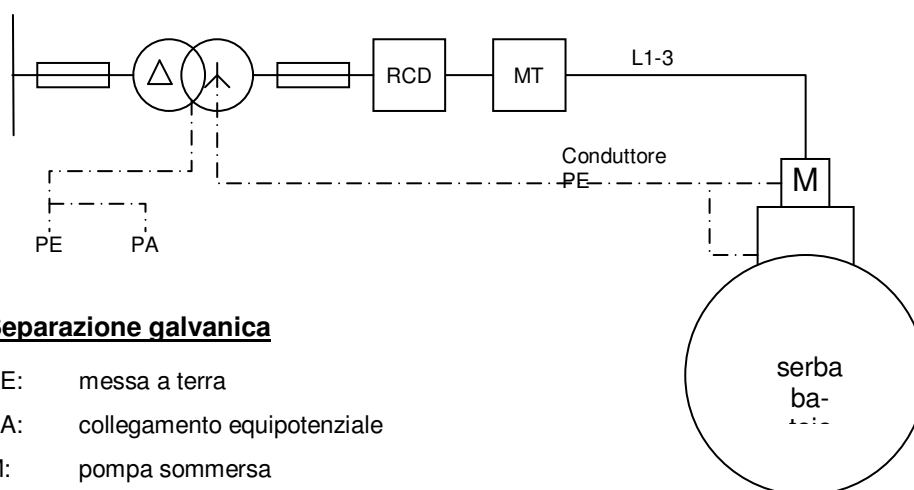 RCD
MT
L1-3
Conduttore
PE
M
PE
PA
Separazione galvanica
E: messa a terra
A: collegamento equipotenziale
M: pompa sommersa
serba
ba-